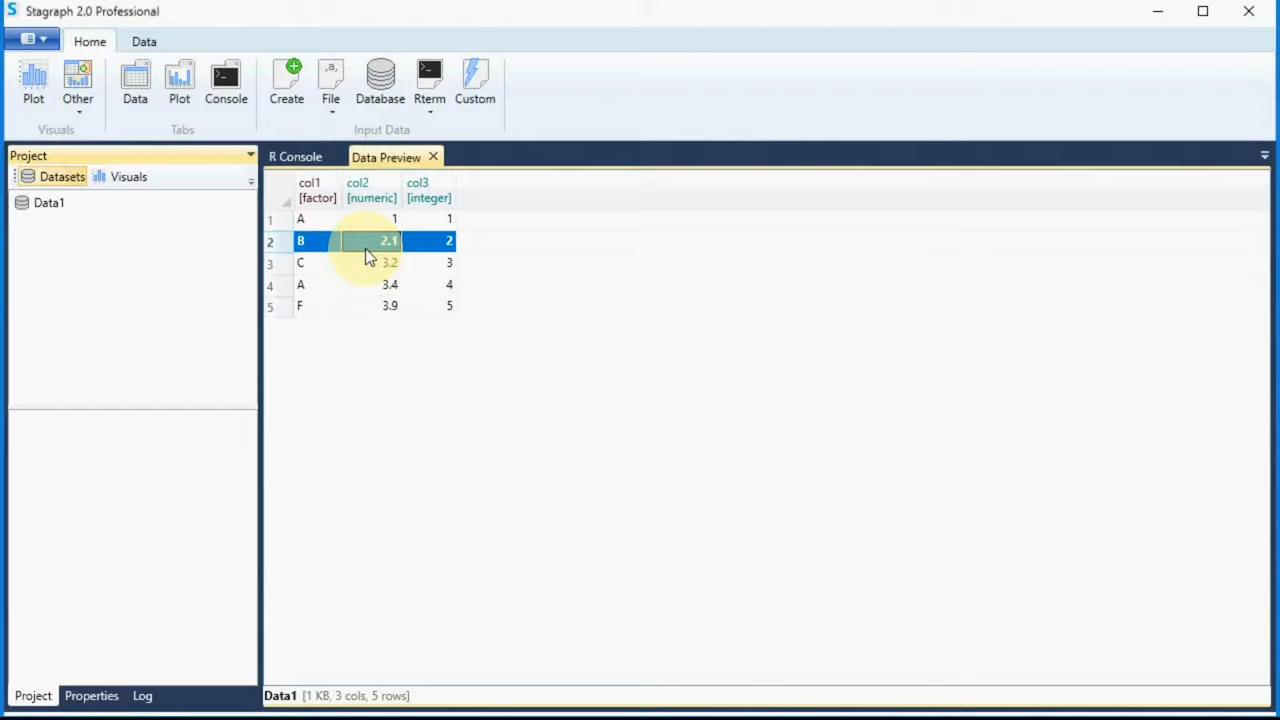 S Stagraph 2.0 Professional
Home Data
Plot Other Data Plot Console Create ,a, File Database Rterm Custom
Visuals Tabs Input Data
Project
R Console Data Preview
Datasets Visuals
Data1
col1 col2 col3
[factor] [numeric] [integer]
1 A 1 1
2 B 2.1 2
3 C 3.2 3
4 A 3.4 4
5 F 3.9 5
Project Properties Log
Data1 [1 KB, 3 cols, 5 rows]